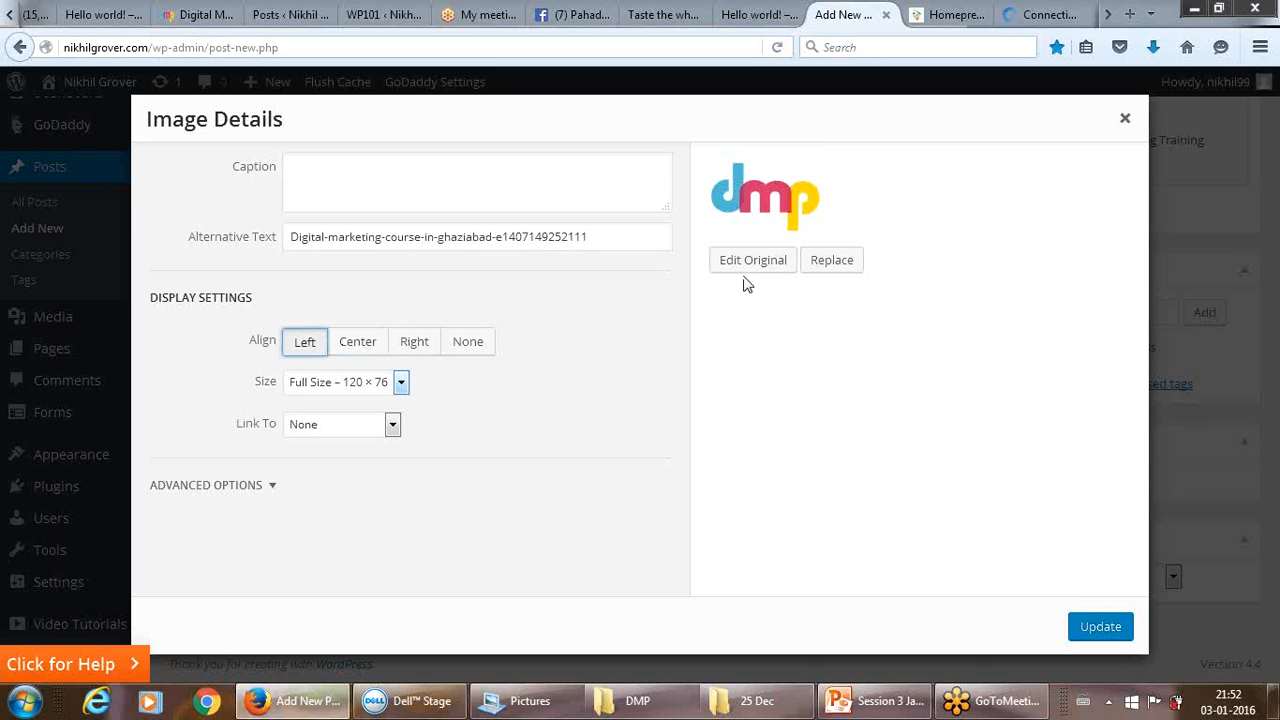 (15,
Hello world! –...
Digital M...
Posts ‹ Nikhil ...
WP101 ‹ Nikh...
My meeti...
(7) Pahad...
Taste the wh...
Hello world! –...
Add New ...
Homepre...
Connecti...
nikhilgrover.com/wp-admin/post-new.php
Search
Nikhil Grover
1
New
Flush Cache
GoDaddy Settings
Howdy, nikhil99
GoDaddy
Posts
All Posts
Add New
Categories
Tags
Media
Pages
Comments
Forms
Appearance
Plugins
Users
Tools
Settings
Video Tutorials
Click for Help
Image Details
Caption
Alternative Text
Digital-marketing-course-in-ghaziabad-e1407149252111
DISPLAY SETTINGS
Align
Left
Center
Right
None
Size
Full Size – 120 × 76
Link To
None
ADVANCED OPTIONS
dmp
Edit Original
Replace
Update
ng Training
Add
sed tags
Thank you for creating with WordPress.
Version 4.4
Add New P...
Dell™ Stage
Pictures
DMP
25 Dec
Session 3 Ja...
GoToMeeti...
21:52
03-01-2016